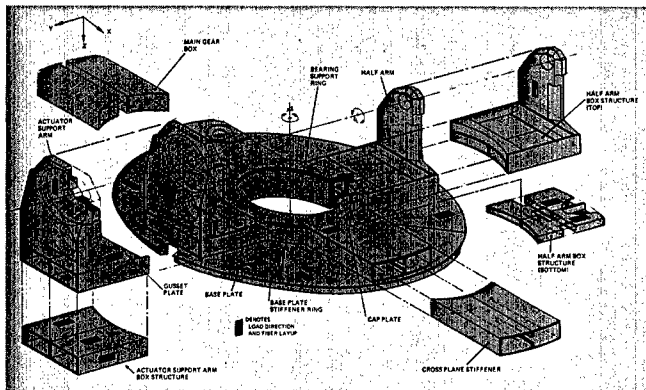 Y
X
Z
MAIN GEAR
BOX
BEARING
SUPPORT
RING
HALF ARM
HALF ARM
BOX STRUCTURE
(TOP)
ACTUATOR
SUPPORT
ARM
GUSSET
PLATE
BASE PLATE
BASE PLATE
STIFFENER RING
CAP PLATE
HALF ARM BOX
STRUCTURE
(BOTTOM)
DENOTES
LOAD DIRECTION
AND FIBER LAYUP
CROSS PLANE STIFFENER
ACTUATOR SUPPORT ARM
BOX STRUCTURE